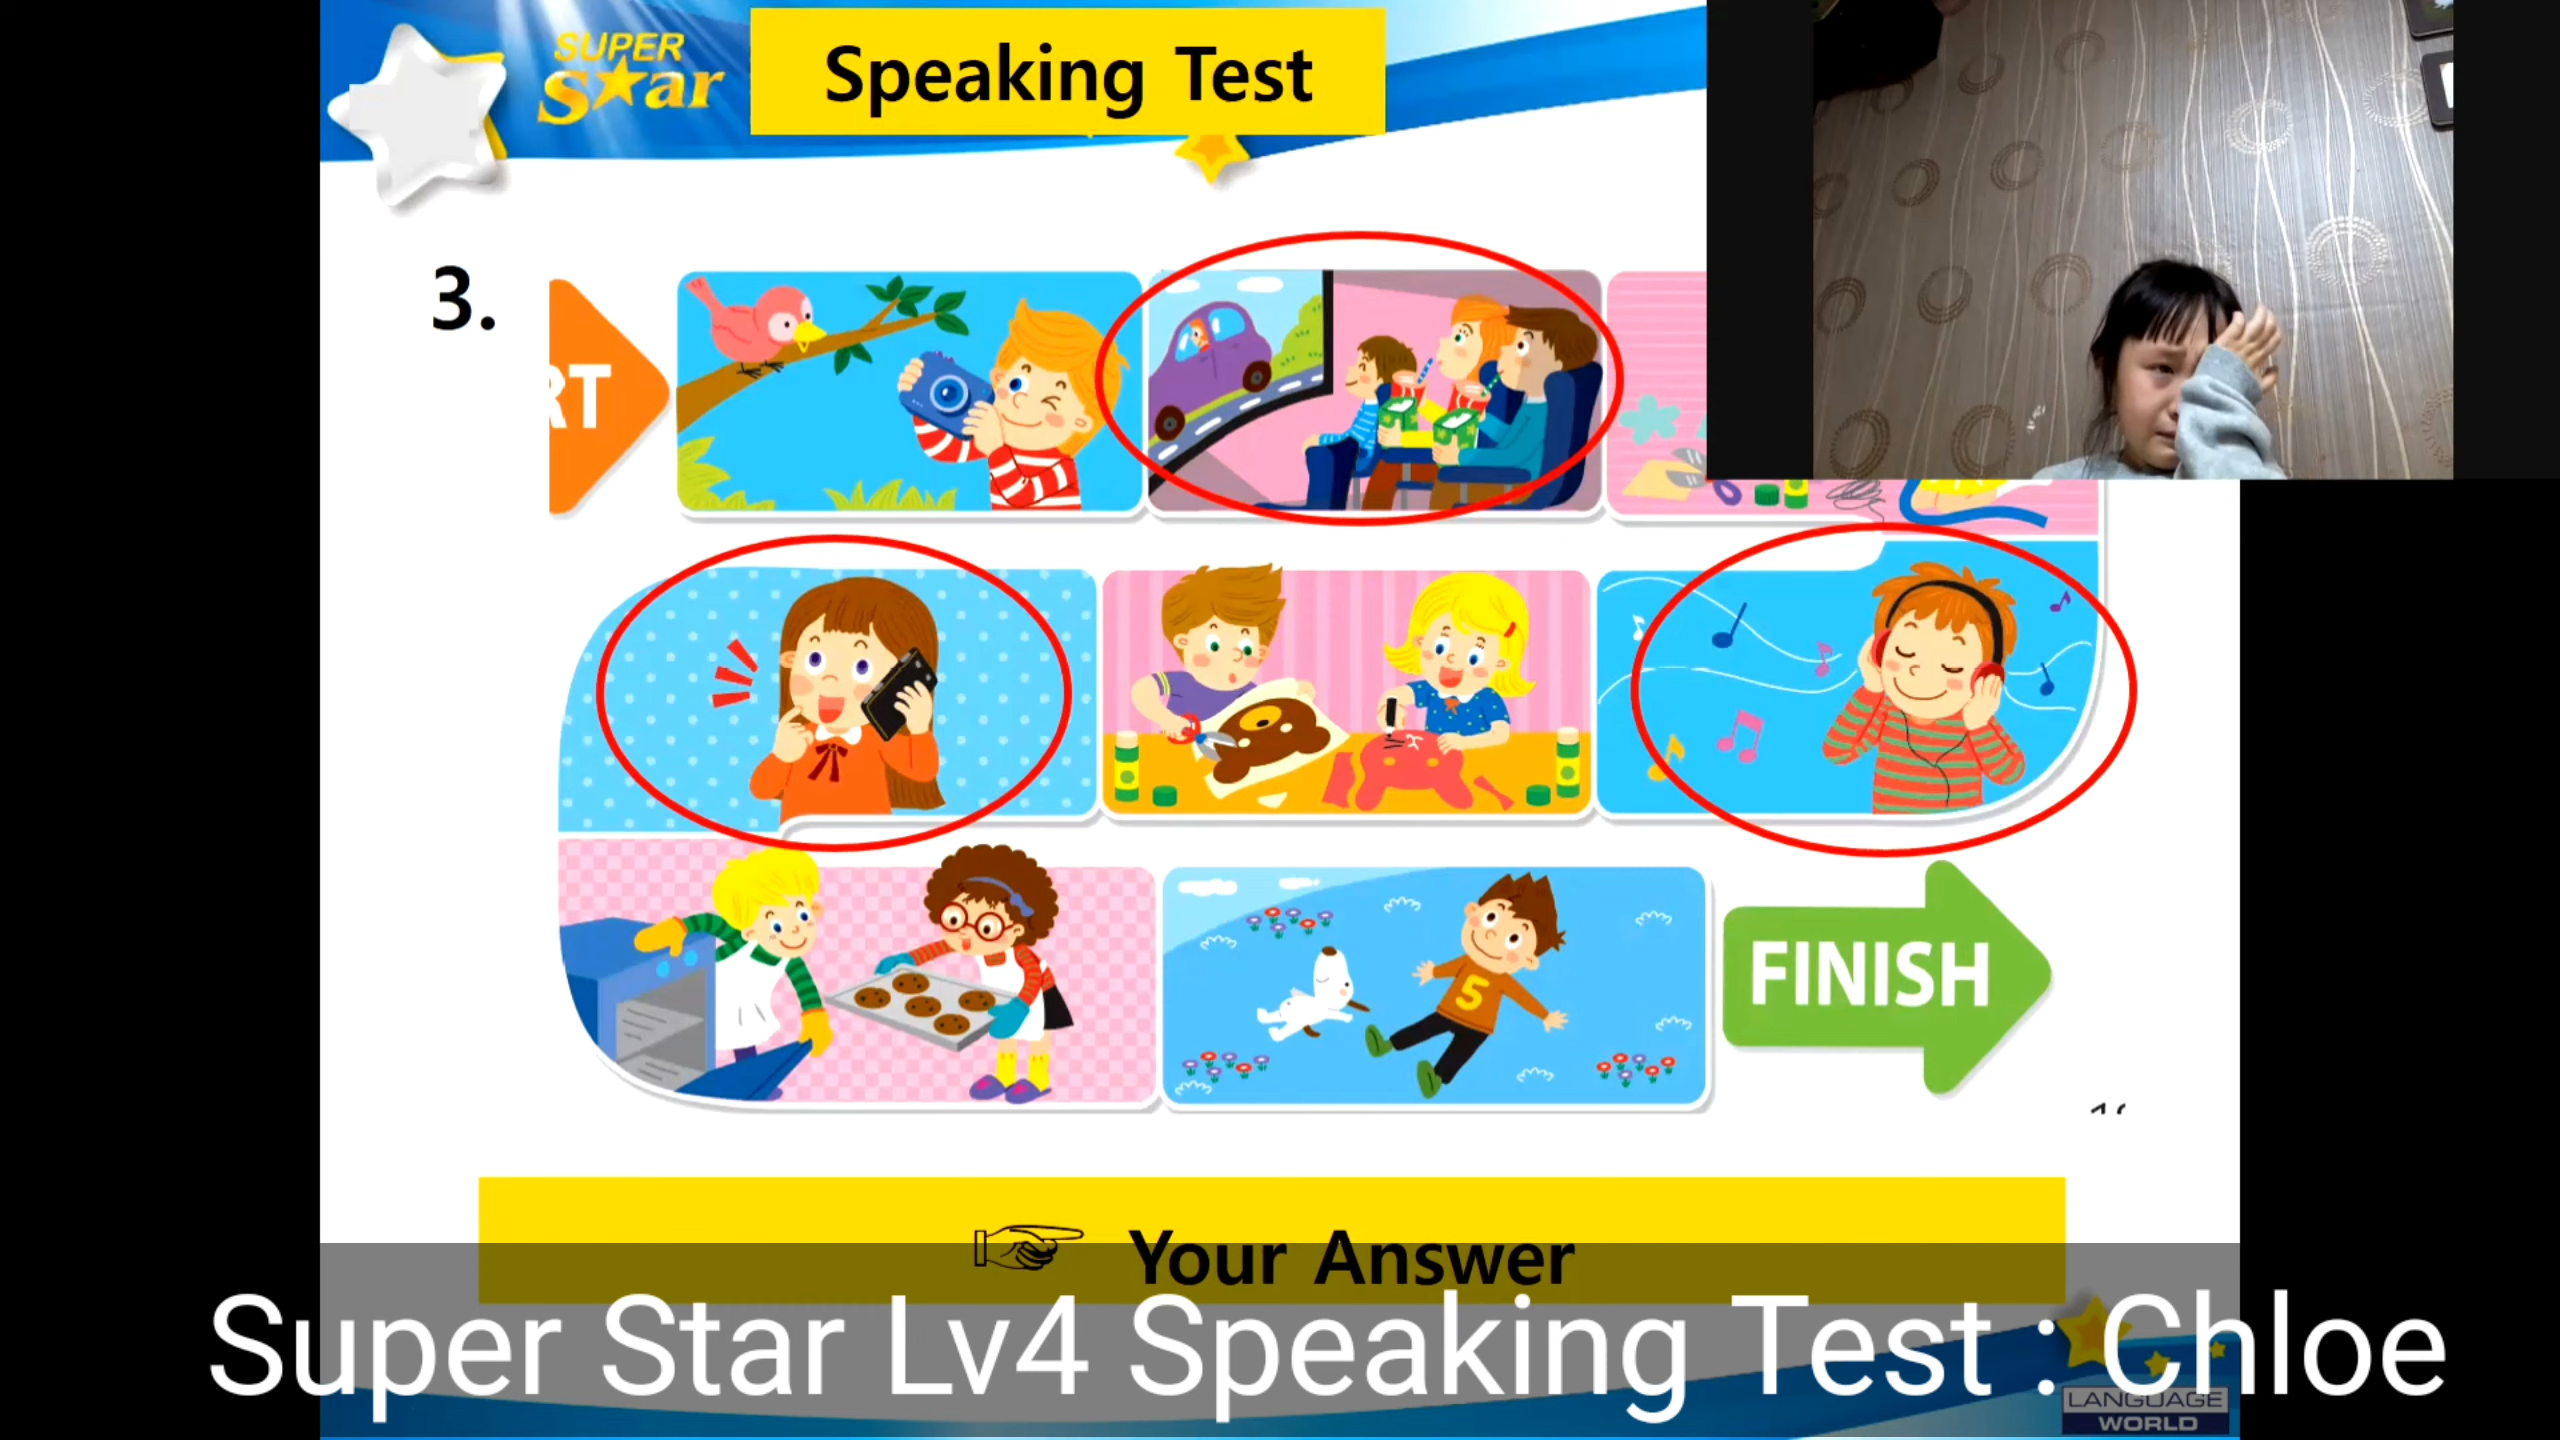 SUPER
Star
Speaking Test
3.
RT
5
FINISH
☞ Your Answer
Super Star Lv4 Speaking Test : Chloe
LANGUAGE
WORLD